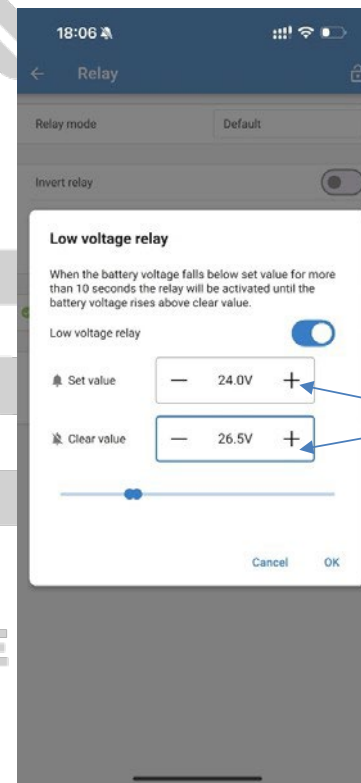 18:06
Relay
Relay mode Default
Invert relay
Low voltage relay
When the battery voltage falls below set value for more
than 10 seconds the relay will be activated until the
battery voltage rises above clear value.
Low voltage relay
Set value — 24.0V +
Clear value — 26.5V +
Cancel OK